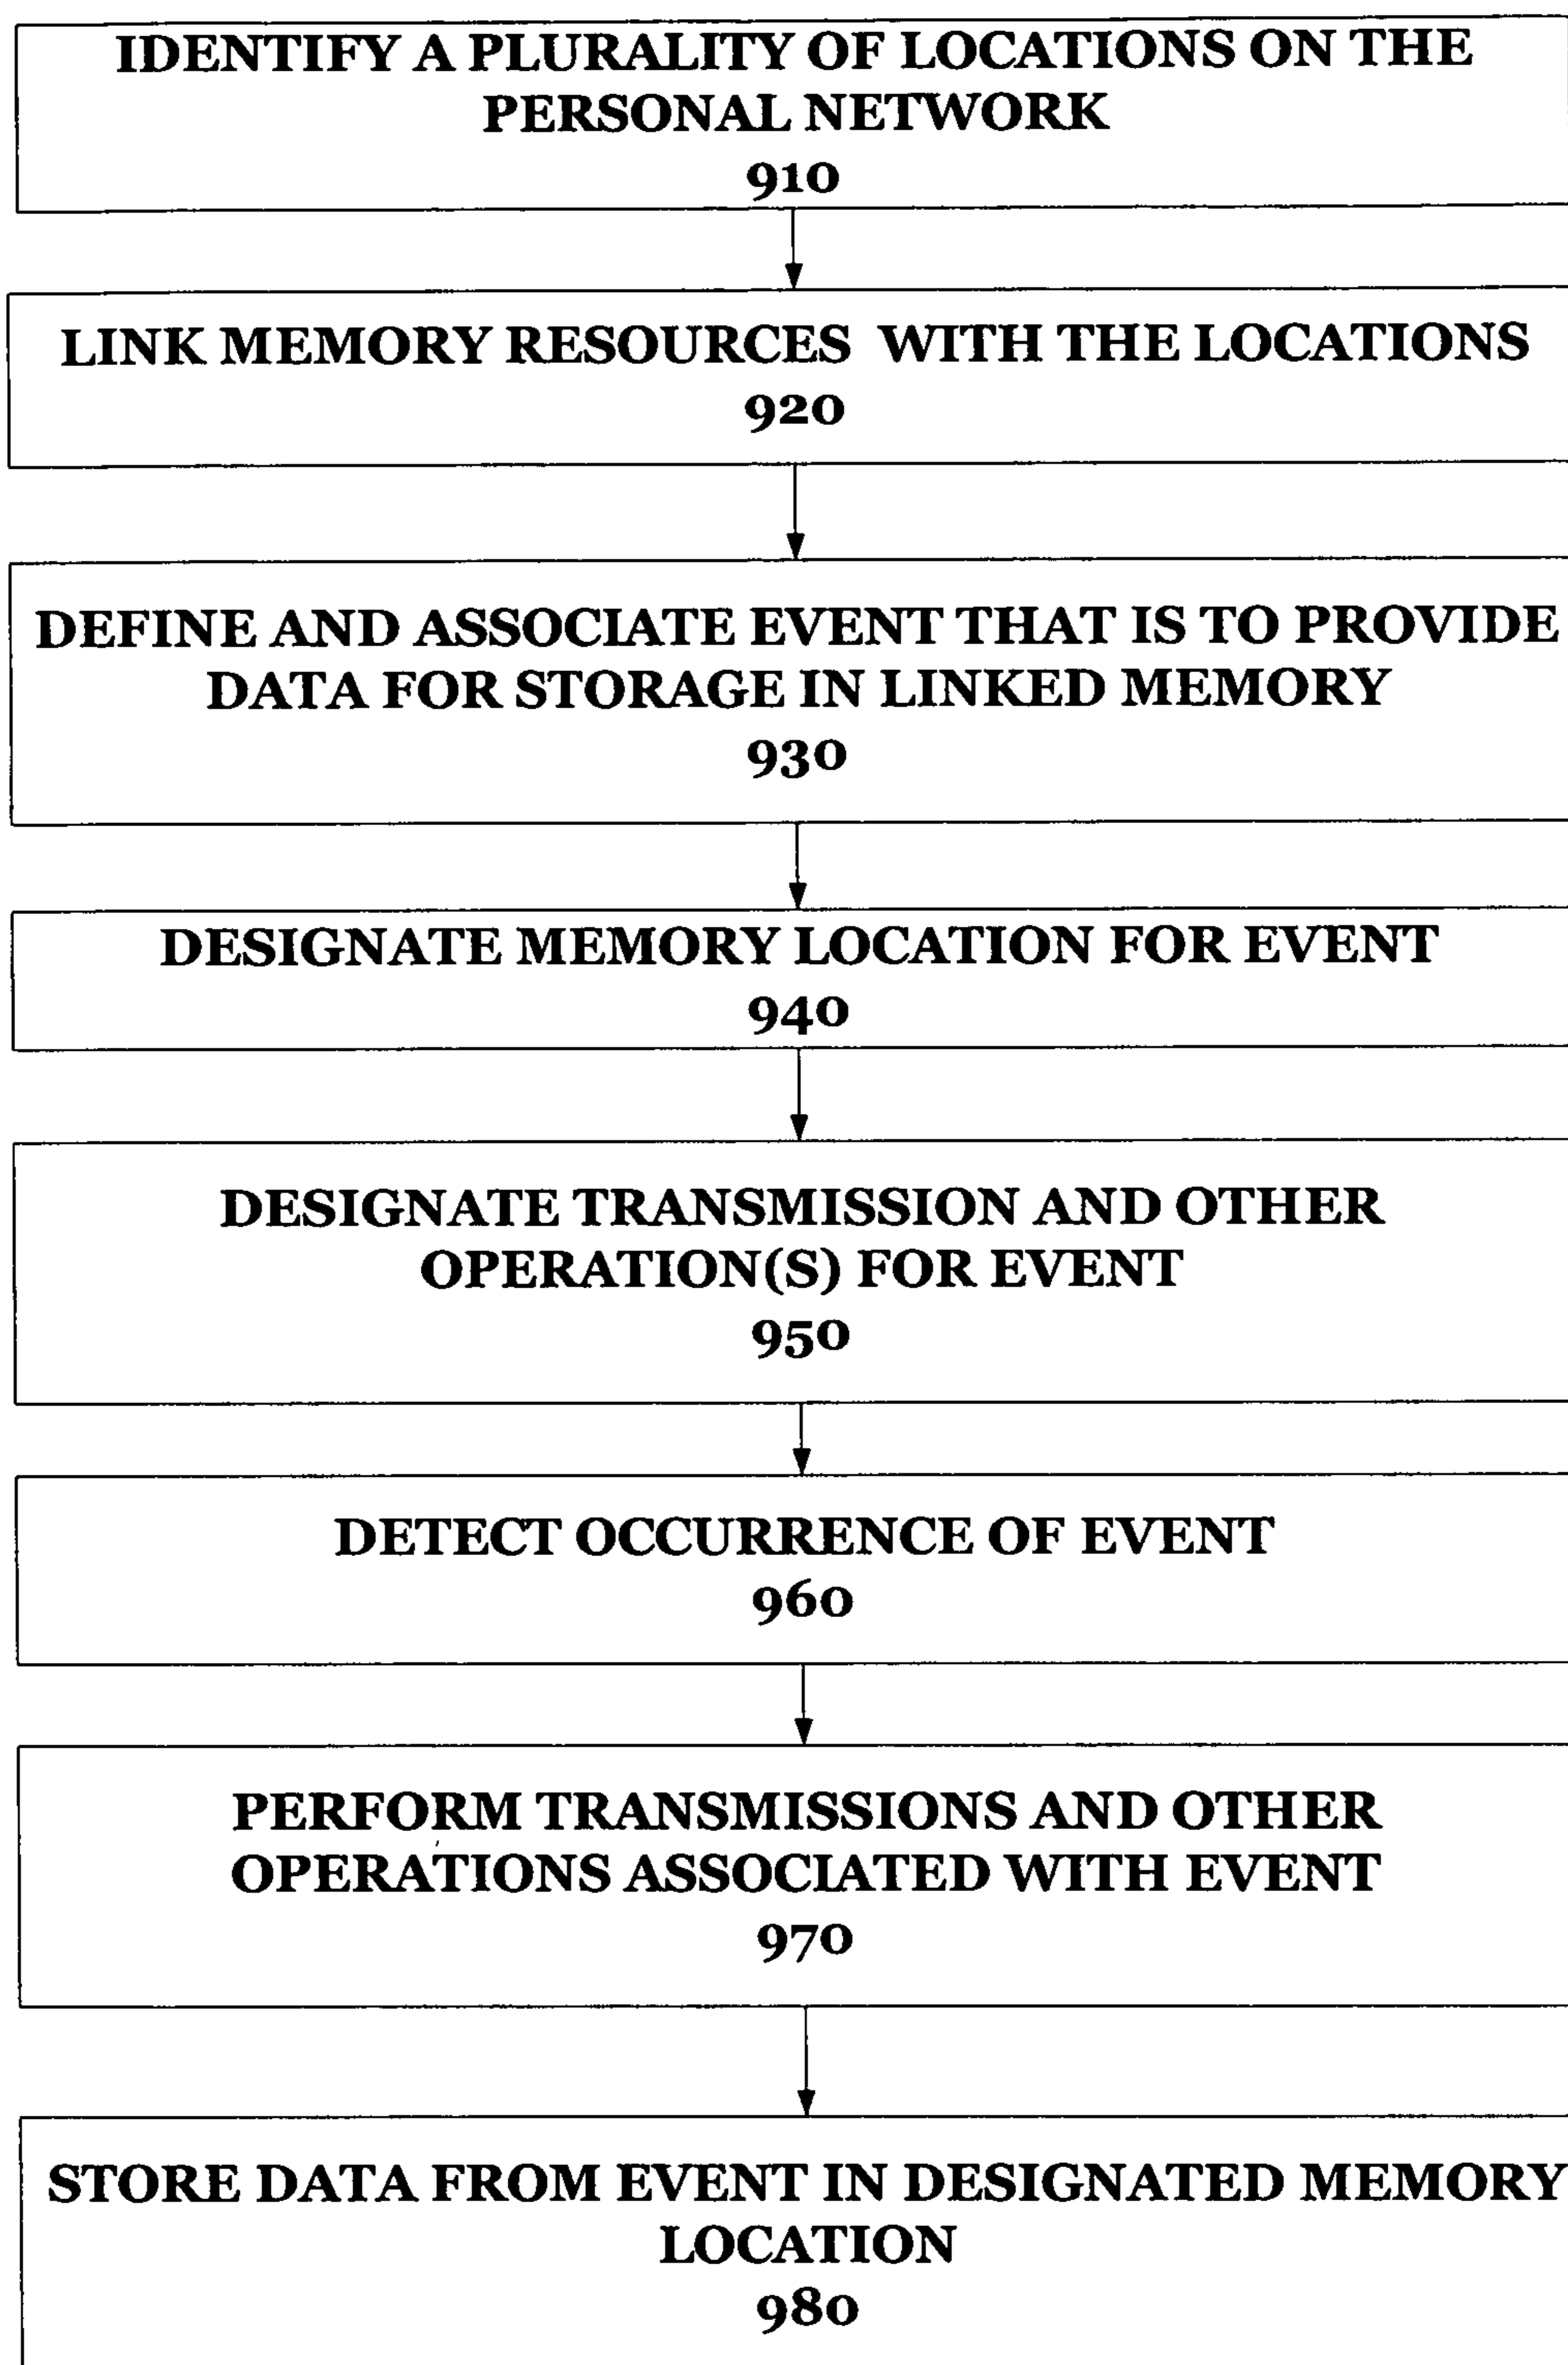 IDENTIFY A PLURALITY OF LOCATIONS ON THE
PERSONAL NETWORK
910
LINK MEMORY RESOURCES WITH THE LOCATIONS
920
DEFINE AND ASSOCIATE EVENT THAT IS TO PROVIDE
DATA FOR STORAGE IN LINKED MEMORY
930
DESIGNATE MEMORY LOCATION FOR EVENT
940
DESIGNATE TRANSMISSION AND OTHER
OPERATION(S) FOR EVENT
950
DETECT OCCURRENCE OF EVENT
960
PERFORM TRANSMISSIONS AND OTHER
OPERATIONS ASSOCIATED WITH EVENT
970
STORE DATA FROM EVENT IN DESIGNATED MEMORY
LOCATION
980